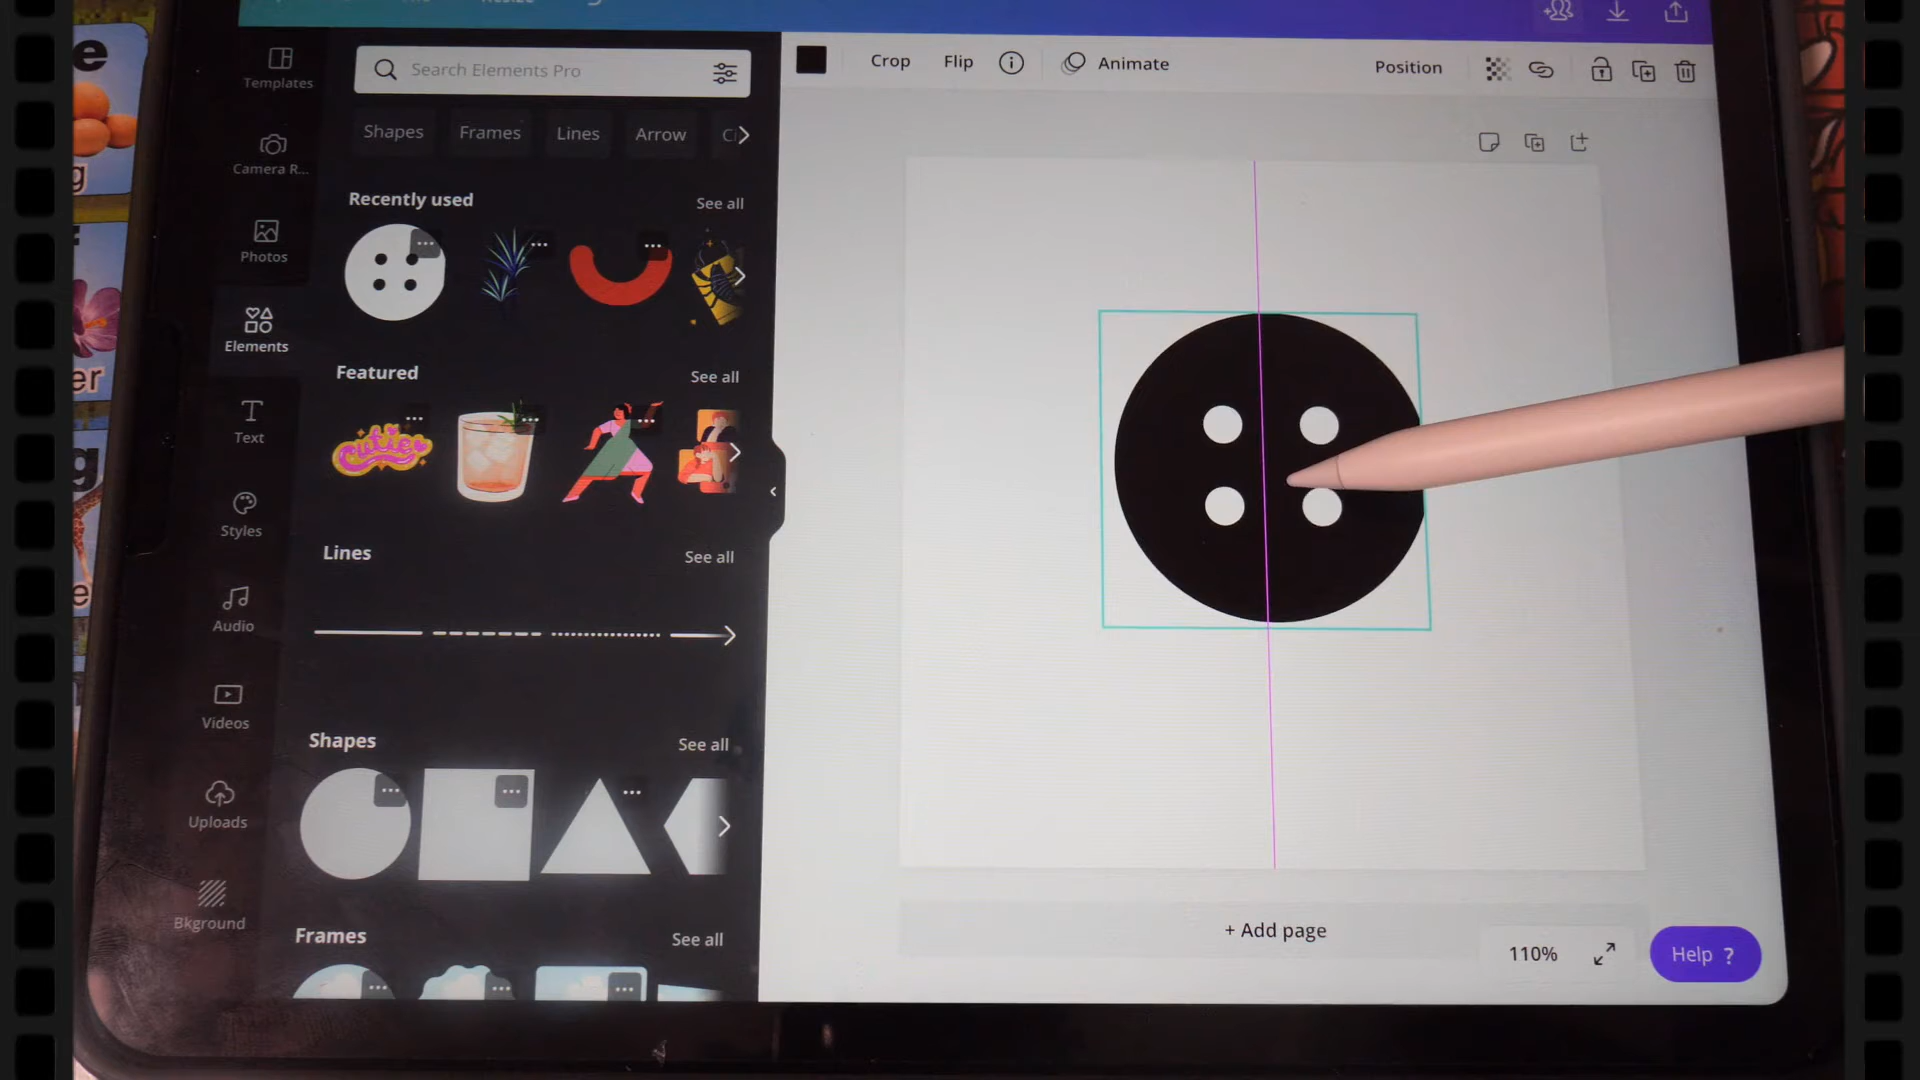 Templates
Search Elements Pro
Crop
Flip
Animate
Position
Shapes
Frames
Lines
Arrow
Camera R...
Recently used
See all
Photos
Elements
Featured
See all
cutie
Text
Styles
Lines
See all
Audio
Videos
Shapes
See all
Uploads
Bkground
Frames
See all
+ Add page
110%
Help ?
e
g
er
g
e